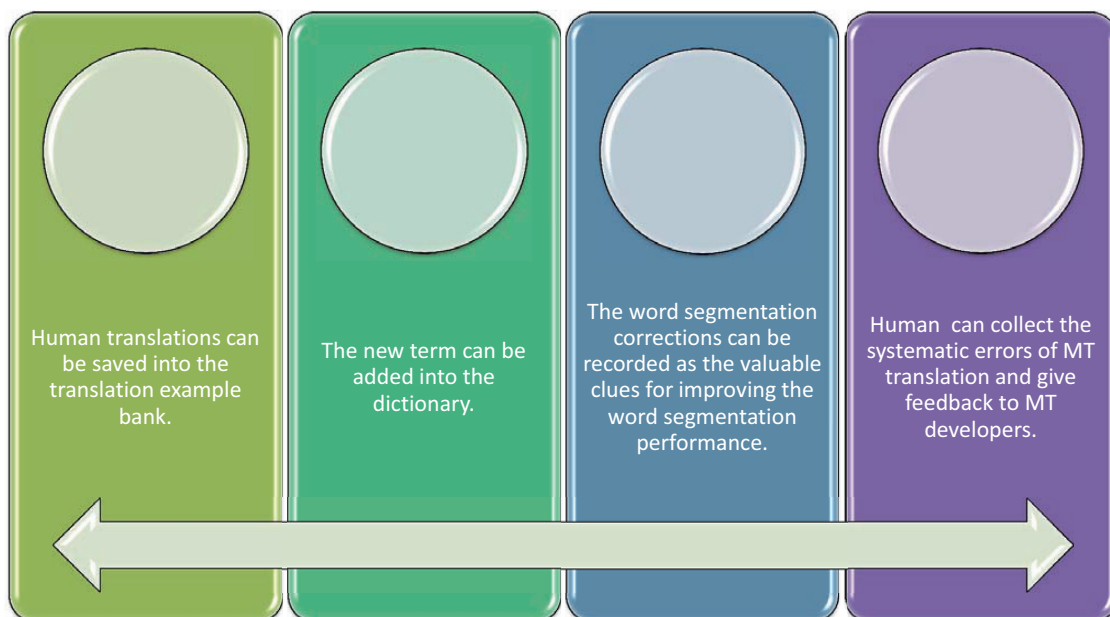 Human translations can
be saved into the
translation example
bank.
The new term can be
added into the
dictionary.
The word segmentation
corrections can be
recorded as the valuable
clues for improving the
word segmentation
performance.
Human  can collect the
systematic errors of MT
translation and give
feedback to MT
developers.